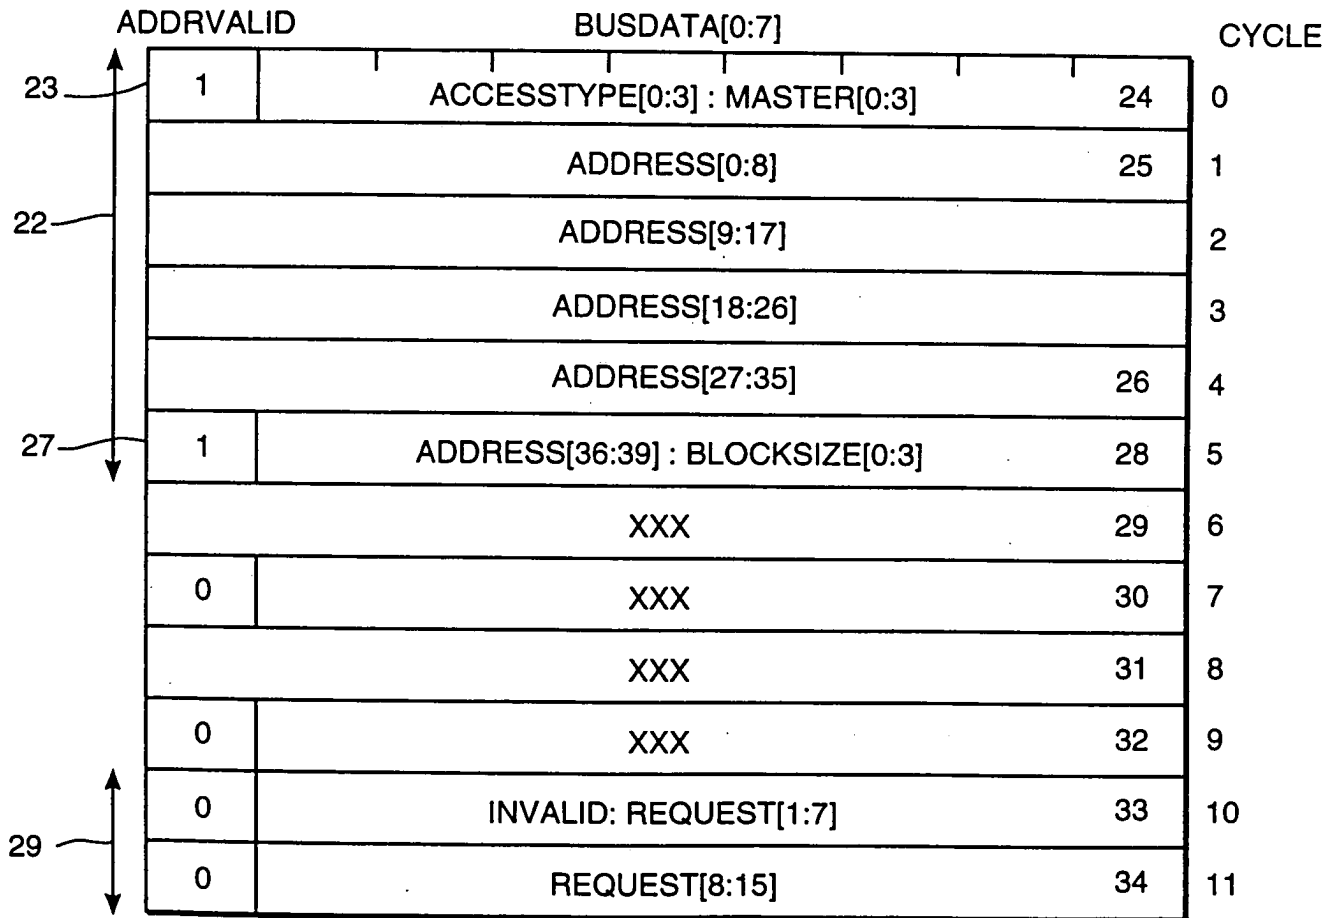 ADDRVALID BUSDATA[0:7] CYCLE
23 1 ACCESSTYPE[0:3] : MASTER[0:3] 24 0
ADDRESS[0:8] 25 1
22 ADDRESS[9:17] 2
ADDRESS[18:26] 3
ADDRESS[27:35] 26 4
27 1 ADDRESS[36:39] : BLOCKSIZE[0:3] 28 5
XXX 29 6
0 XXX 30 7
XXX 31 8
0 XXX 32 9
0 INVALID: REQUEST[1:7] 33 10
29
0 REQUEST[8:15] 34 11